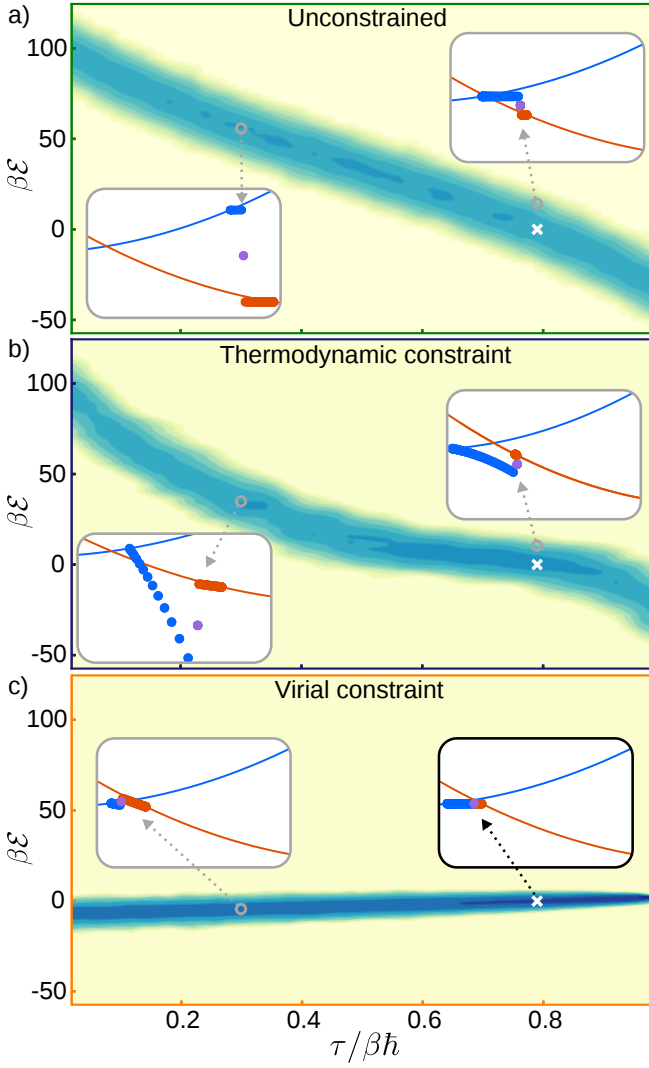 a)
Unconstrained
100
50
0
-50
βℰ
b)
Thermodynamic constraint
100
50
0
-50
βℰ
c)
Virial constraint
100
50
0
-50
βℰ
0.2 0.4 0.6 0.8
τ/βℏ